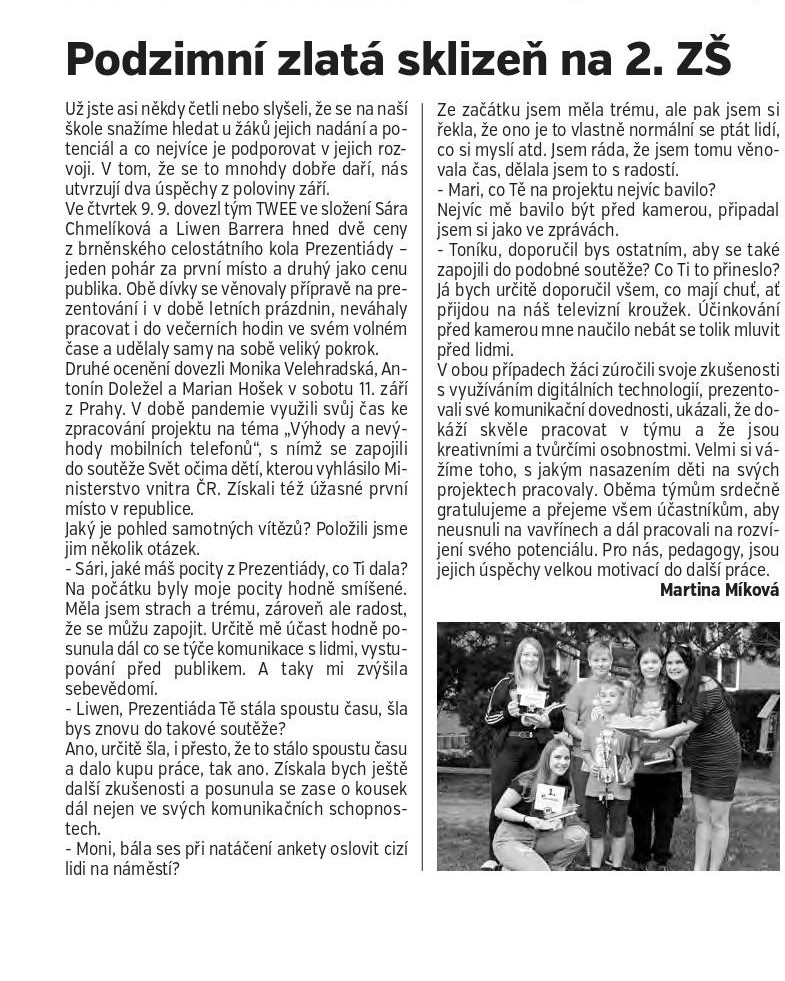 Podzimní zlatá sklizeň na 2. ZŠ
Už jste asi někdy četli nebo slyšeli, že se na naší
škole snažíme hledat u žáků jejich nadání a po-
tenciál a co nejvíce je podporovat v jejich roz-
voji. V tom, že se to mnohdy dobře daří, nás
utvrzují dva úspěchy z poloviny září.
Ve čtvrtek 9. 9. dovezl tým TWEE ve složení Sára
Chmelíková a Liwen Barrera hned dvě ceny
z brněnského celostátního kola Prezentiády –
jeden pohár za první místo a druhý jako cenu
publika. Obě dívky se věnovaly přípravě na pre-
zentování i v době letních prázdnin, neváhaly
pracovat i do večerních hodin ve svém volném
čase a udělaly samy na sobě veliký pokrok.
Druhé ocenění dovezli Monika Velehradská, An-
tonín Doležel a Marian Hošek v sobotu 11. září
z Prahy. V době pandemie využili svůj čas ke
zpracování projektu na téma „Výhody a nevý-
hody mobilních telefonů“, s nímž se zapojili
do soutěže Svět očima dětí, kterou vyhlásilo Mi-
nisterstvo vnitra ČR. Získali též úžasné první
místo v republice.
Jaký je pohled samotných vítězů? Položili jsme
jim několik otázek.
- Sári, jaké máš pocity z Prezentiády, co Ti dala?
Na počátku byly moje pocity hodně smíšené.
Měla jsem strach a trému, zároveň ale radost,
že se můžu zapojit. Určitě mě účast hodně po-
sunula dál co se týče komunikace s lidmi, vystu-
pování před publikem. A taky mi zvýšila
sebevědomí.
- Liwen, Prezentiáda Tě stála spoustu času, šla
bys znovu do takové soutěže?
Ano, určitě šla, i přesto, že to stálo spoustu času
a dalo kupu práce, tak ano. Získala bych ještě
další zkušenosti a posunula se zase o kousek
dál nejen ve svých komunikačních schopnos-
tech.
- Moni, bála ses při natáčení ankety oslovit cizí
lidi na náměstí?
Ze začátku jsem měla trému, ale pak jsem si
řekla, že ono je to vlastně normální se ptát lidí,
co si myslí atd. Jsem ráda, že jsem tomu věno-
vala čas, dělala jsem to s radostí.
- Mari, co Tě na projektu nejvíc bavilo?
Nejvíc mě bavilo být před kamerou, připadal
jsem si jako ve zprávách.
- Toníku, doporučil bys ostatním, aby se také
zapojili do podobné soutěže? Co Ti to přineslo?
Já bych určitě doporučil všem, co mají chuť, ať
přijdou na náš televizní kroužek. Účinkování
před kamerou mne naučilo nebát se tolik mluvit
před lidmi.
V obou případech žáci zúročili svoje zkušenosti
s využíváním digitálních technologií, prezento-
vali své komunikační dovednosti, ukázali, že do-
káží skvěle pracovat v týmu a že jsou
kreativními a tvůrčími osobnostmi. Velmi si vá-
žíme toho, s jakým nasazením děti na svých
projektech pracovaly. Oběma týmům srdečně
gratulujeme a přejeme všem účastníkům, aby
neusnuli na vavřínech a dál pracovali na rozví-
jení svého potenciálu. Pro nás, pedagogy, jsou
jejich úspěchy velkou motivací do další práce.
Martina Míková
1.